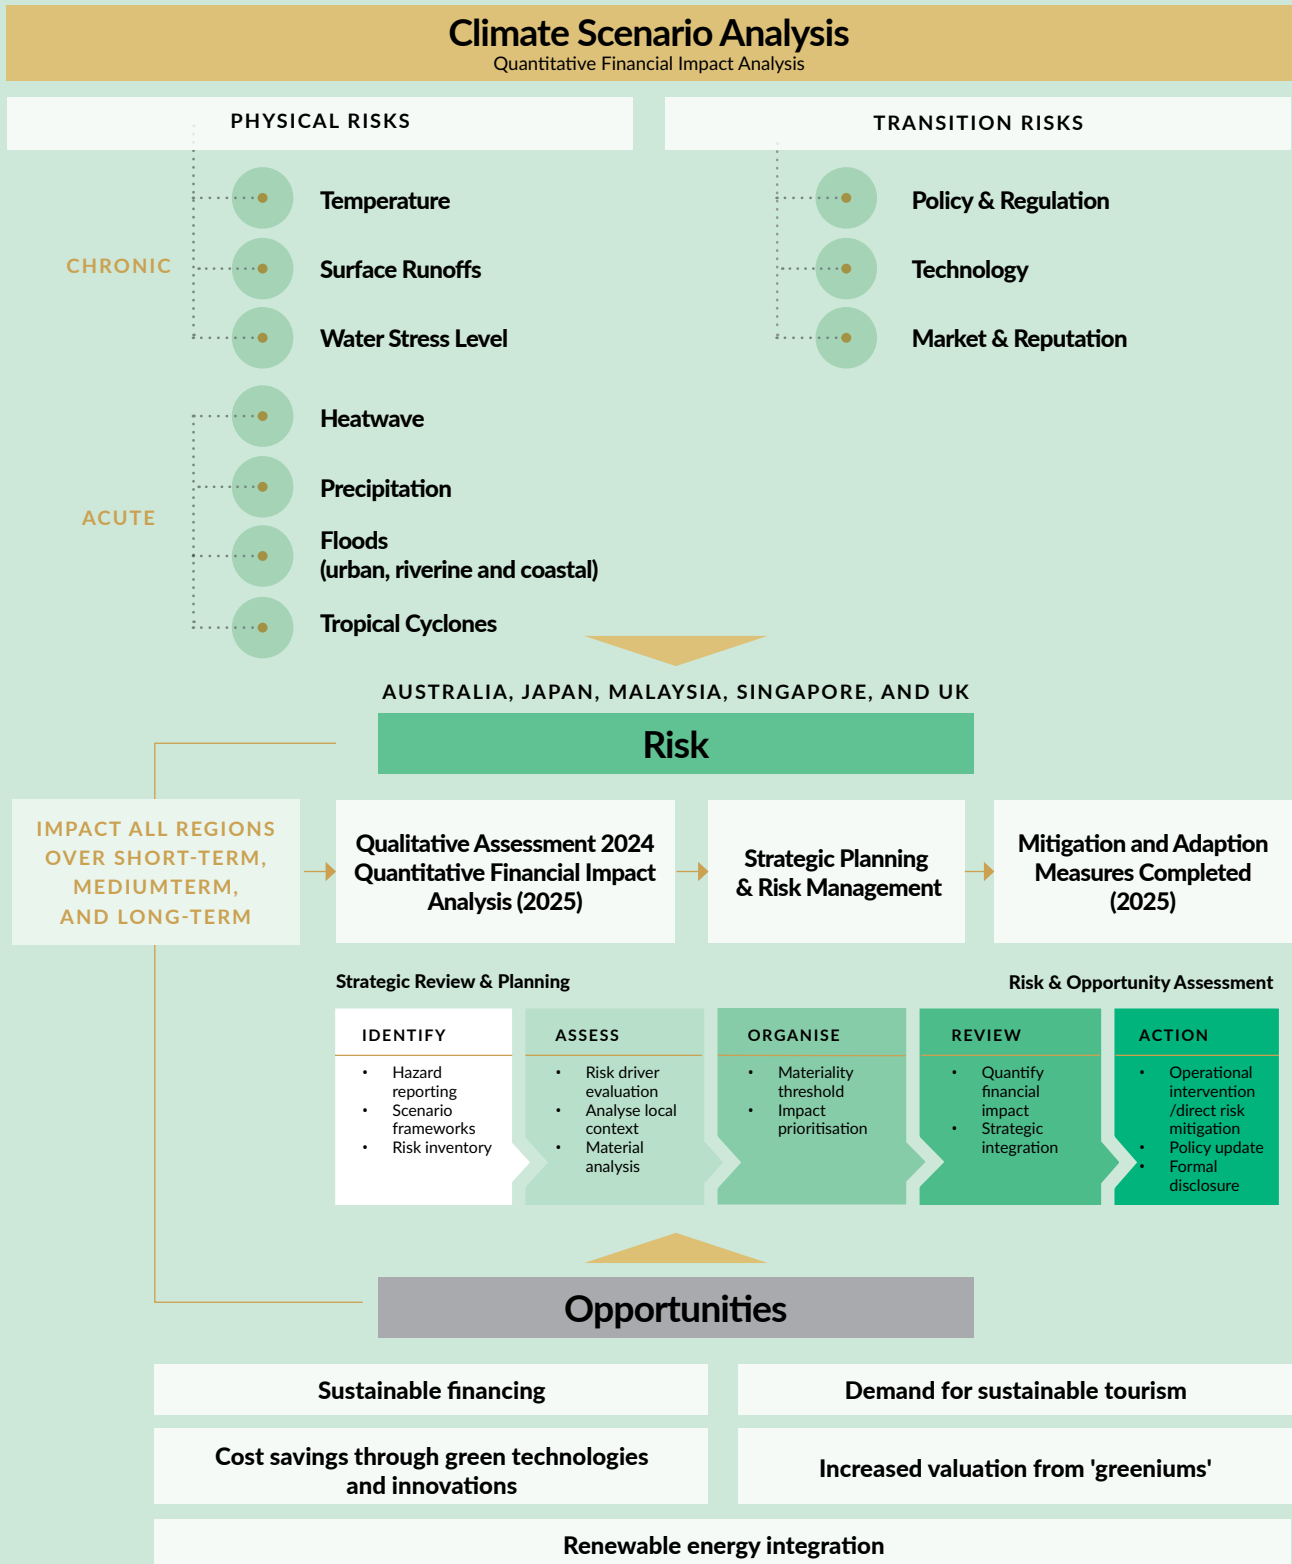 Climate Scenario Analysis
Quantitative Financial Impact Analysis
PHYSICAL RISKS
CHRONIC
Temperature
Surface Runoffs
Water Stress Level
ACUTE
Heatwave
Precipitation
Floods
(urban, riverine and coastal)
Tropical Cyclones
TRANSITION RISKS
Policy & Regulation
Technology
Market & Reputation
AUSTRALIA, JAPAN, MALAYSIA, SINGAPORE, AND UK
Risk
IMPACT ALL REGIONS
OVER SHORT-TERM,
MEDIUMTERM,
AND LONG-TERM
Qualitative Assessment 2024
Quantitative Financial Impact
Analysis (2025)
Strategic Planning
& Risk Management
Mitigation and Adaption
Measures Completed
(2025)
Strategic Review & Planning
Risk & Opportunity Assessment
IDENTIFY
• Hazard
reporting
• Scenario
frameworks
• Risk inventory
ASSESS
• Risk driver
evaluation
• Analyse local
context
• Material
analysis
ORGANISE
• Materiality
threshold
• Impact
prioritisation
REVIEW
• Quantify
financial
impact
• Strategic
integration
ACTION
• Operational
intervention
/direct risk
mitigation
• Policy update
• Formal
disclosure
Opportunities
Sustainable financing
Demand for sustainable tourism
Cost savings through green technologies
and innovations
Increased valuation from 'greeniums'
Renewable energy integration